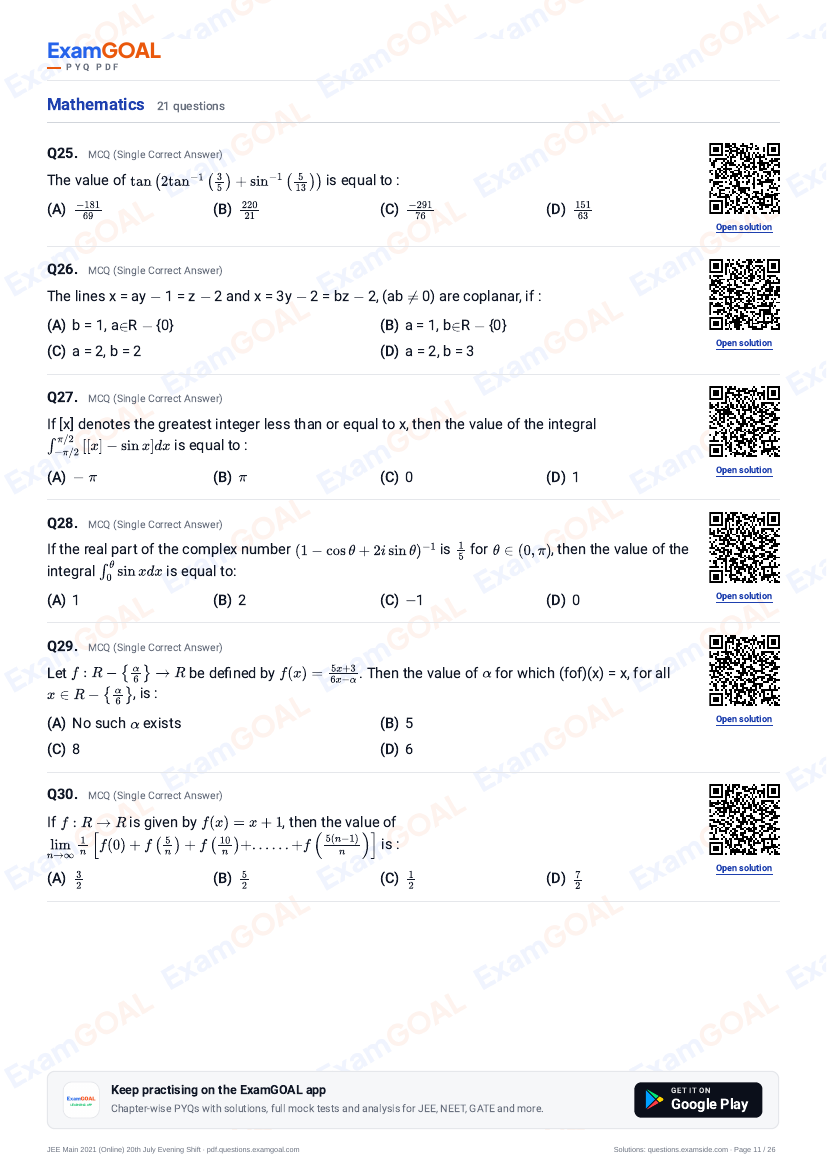 ExamGOAL
PYQ PDF
Mathematics 21 questions
Q25. MCQ (Single Correct Answer)
The value of tan (2tan⁻¹ (3/5) + sin⁻¹ (5/13)) is equal to :
(A) −181/69 (B) 220/21 (C) −291/76 (D) 151/63
Open solution
Q26. MCQ (Single Correct Answer)
The lines x = ay − 1 = z − 2 and x = 3y − 2 = bz − 2, (ab ≠ 0) are coplanar, if :
(A) b = 1, a∈R − {0} (B) a = 1, b∈R − {0}
(C) a = 2, b = 2 (D) a = 2, b = 3
Open solution
Q27. MCQ (Single Correct Answer)
If [x] denotes the greatest integer less than or equal to x, then the value of the integral
∫_{−π/2}^{π/2} [[x] − sin x]dx is equal to :
(A) − π (B) π (C) 0 (D) 1
Open solution
Q28. MCQ (Single Correct Answer)
If the real part of the complex number (1 − cos θ + 2i sin θ)⁻¹ is 1/5 for θ ∈ (0, π), then the value of the
integral ∫_0^θ sin xdx is equal to:
(A) 1 (B) 2 (C) −1 (D) 0
Open solution
Q29. MCQ (Single Correct Answer)
Let f : R − {α/6} → R be defined by f(x) = (5x+3)/(6x−α). Then the value of α for which (fof)(x) = x, for all
x ∈ R − {α/6}, is :
(A) No such α exists (B) 5
(C) 8 (D) 6
Open solution
Q30. MCQ (Single Correct Answer)
If f : R → R is given by f(x) = x + 1, then the value of
lim_{n→∞} 1/n [f(0) + f (5/n) + f (10/n) +......+f (5(n−1)/n)] is :
(A) 3/2 (B) 5/2 (C) 1/2 (D) 7/2
Open solution
Keep practising on the ExamGOAL app
Chapter-wise PYQs with solutions, full mock tests and analysis for JEE, NEET, GATE and more.
GET IT ON
Google Play
JEE Main 2021 (Online) 20th July Evening Shift · pdf.questions.examgoal.com Solutions: questions.examside.com · Page 11 / 26